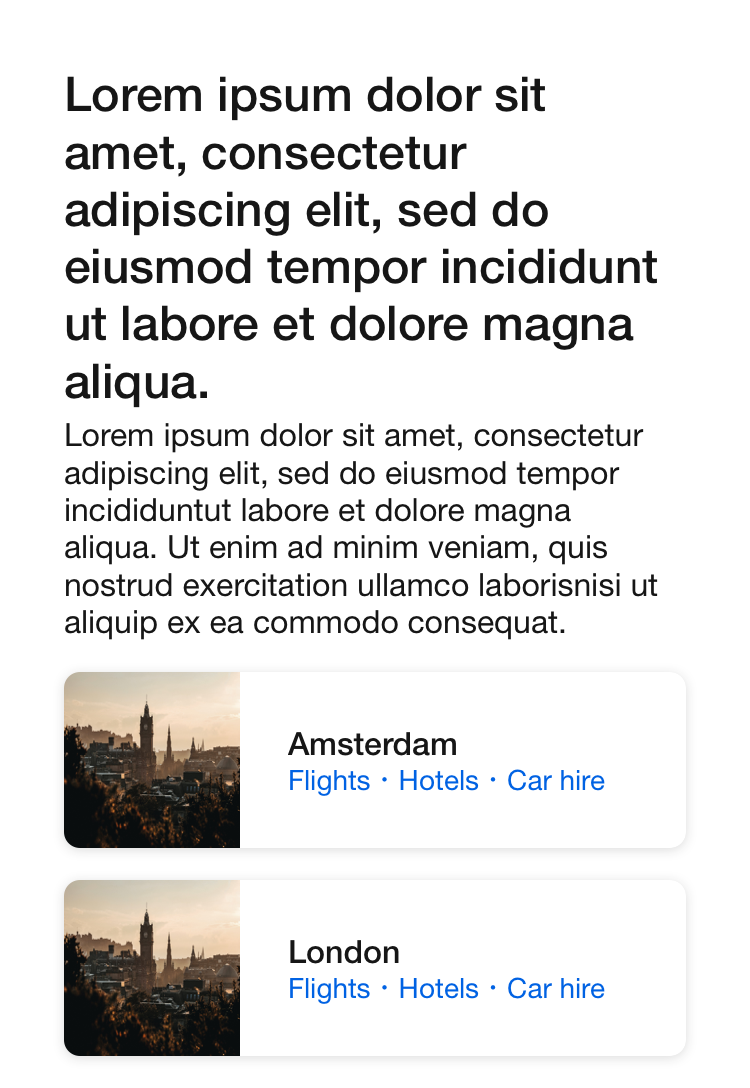 Lorem ipsum dolor sit
amet, consectetur
adipiscing elit, sed do
eiusmod tempor incididunt
ut labore et dolore magna
aliqua.
Lorem ipsum dolor sit amet, consectetur
adipiscing elit, sed do eiusmod tempor
incididuntut labore et dolore magna
aliqua. Ut enim ad minim veniam, quis
nostrud exercitation ullamco laborisnisi ut
aliquip ex ea commodo consequat.
Amsterdam
Flights · Hotels · Car hire
London
Flights · Hotels · Car hire